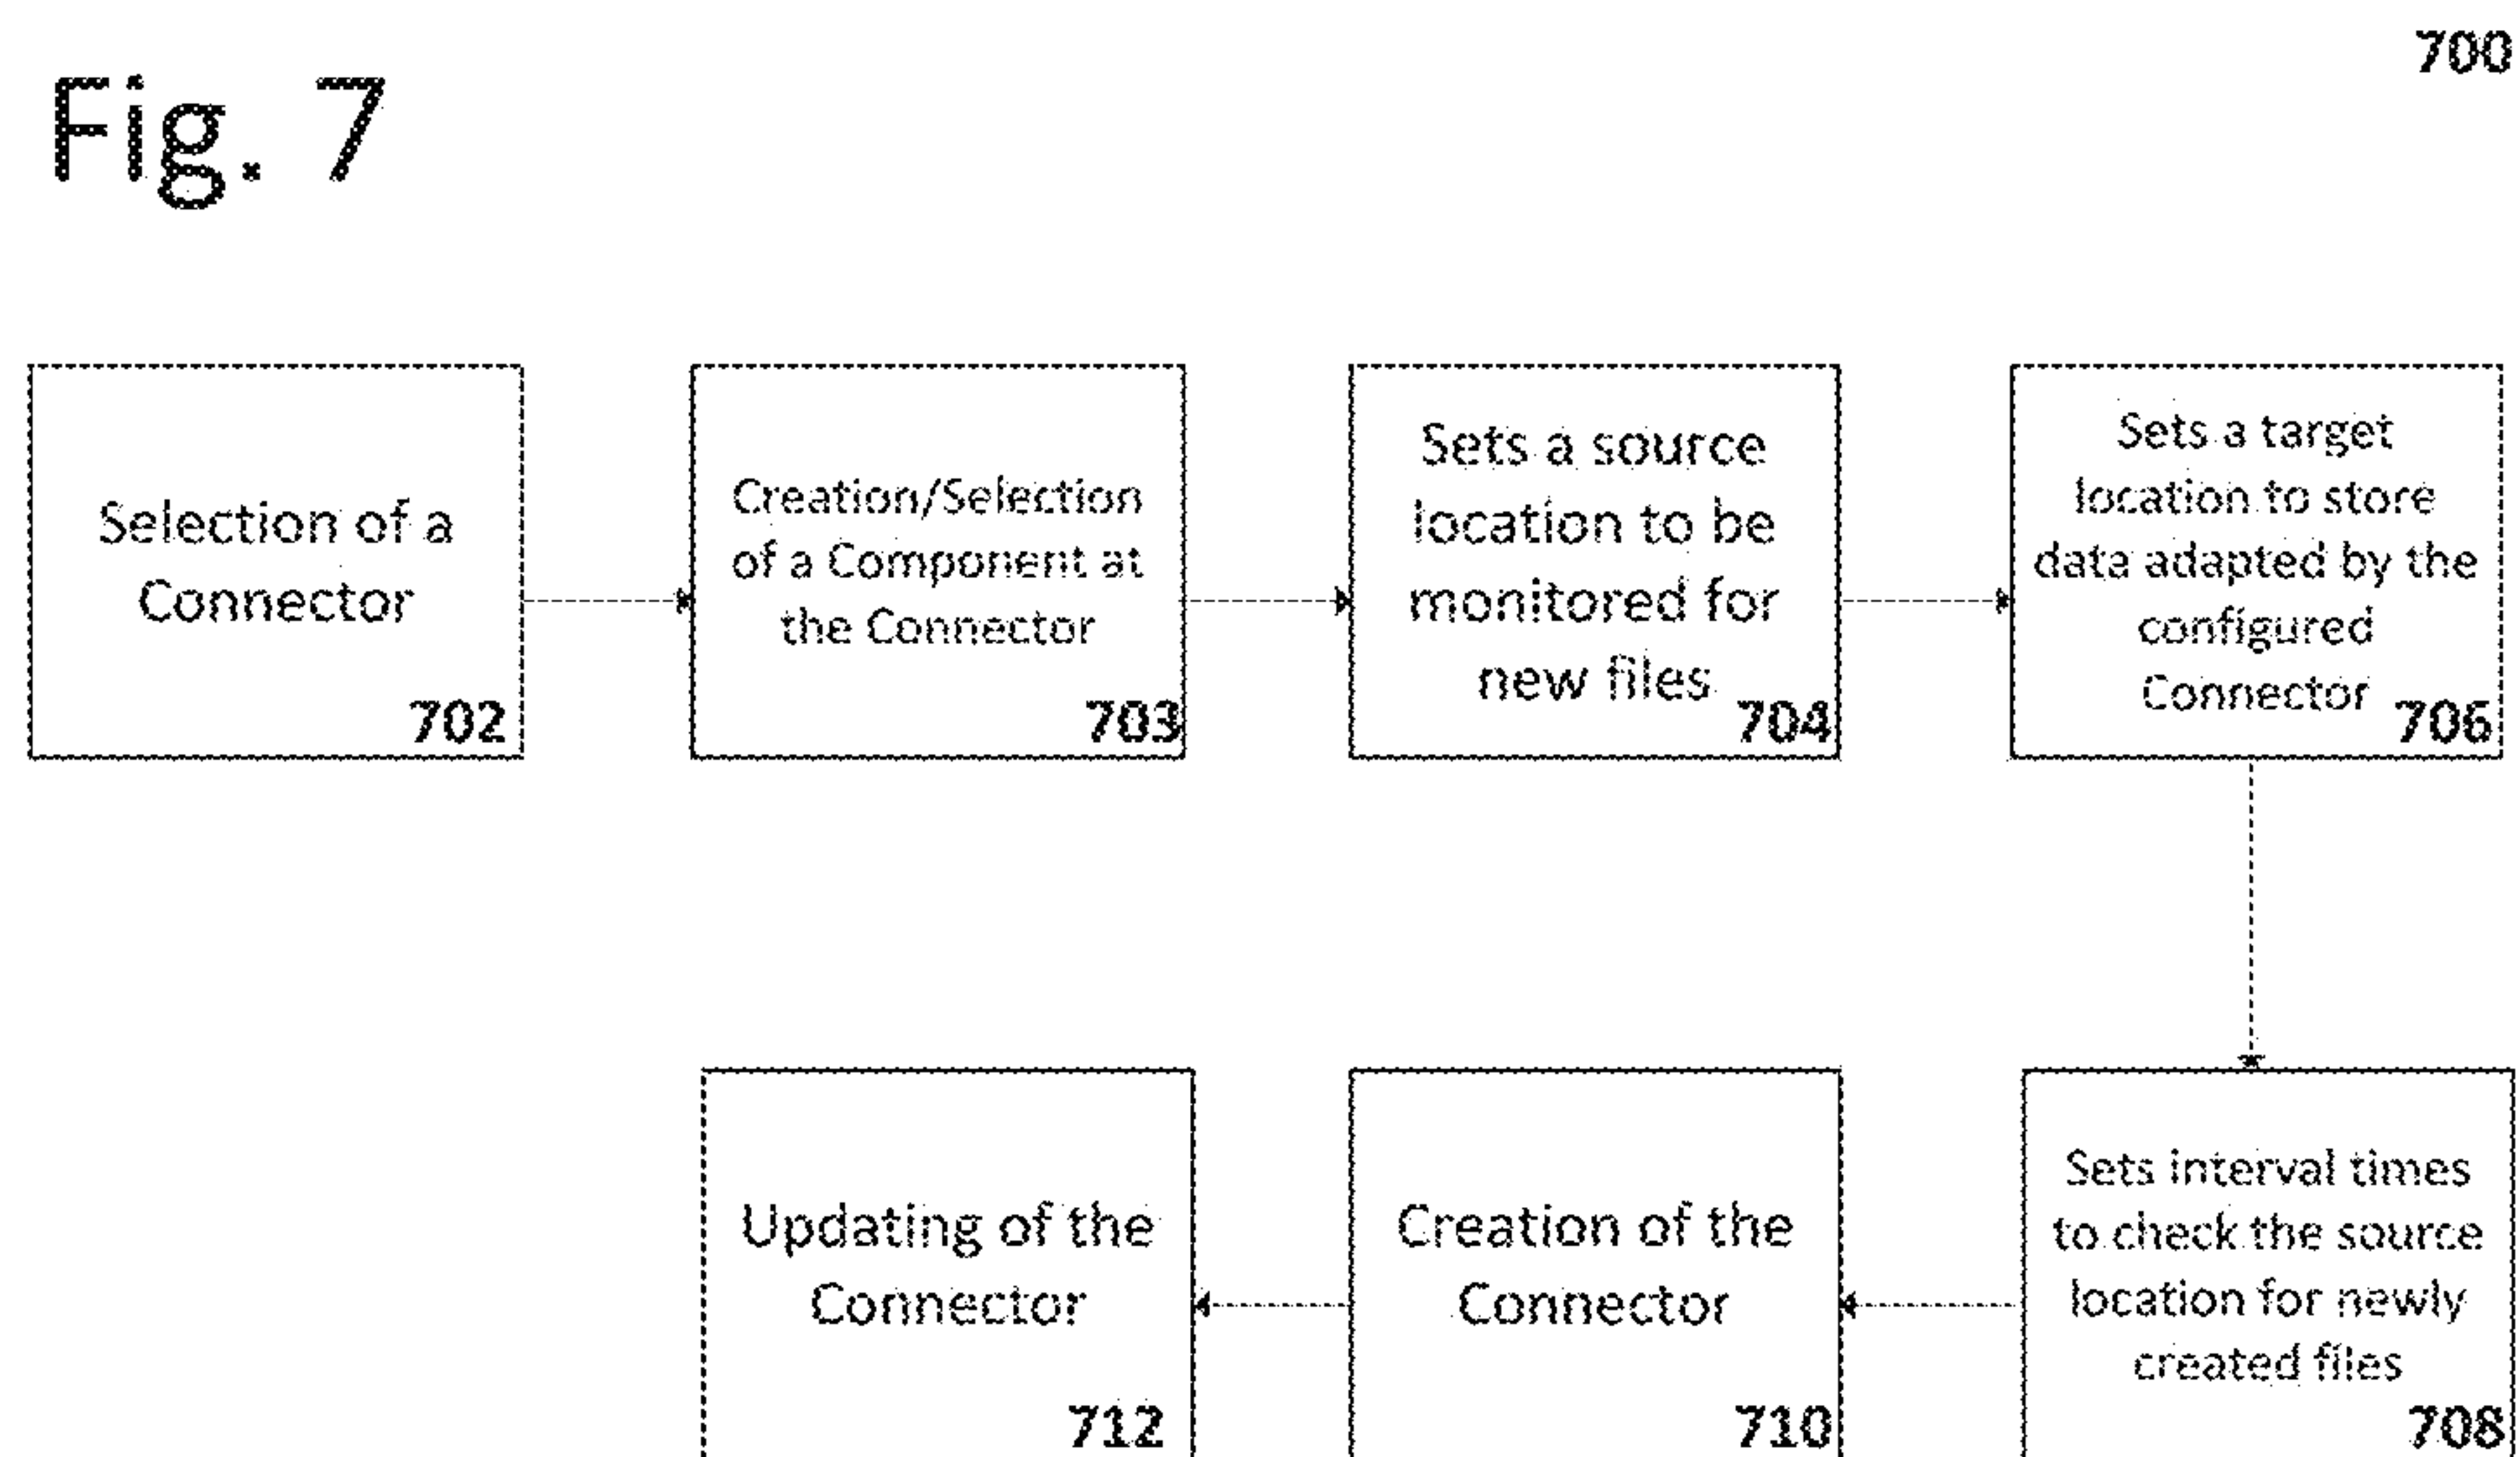 700
Fig. 7
Selection of a
Connector
702
Creation/Selection
of a Component at
the Connector
703
Sets a source
location to be
monitored for
new files
704
Sets a target
location to store
data adapted by the
configured
Connector
706
Sets interval times
to check the source
location for newly
created files
708
Creation of the
Connector
710
Updating of the
Connector
712